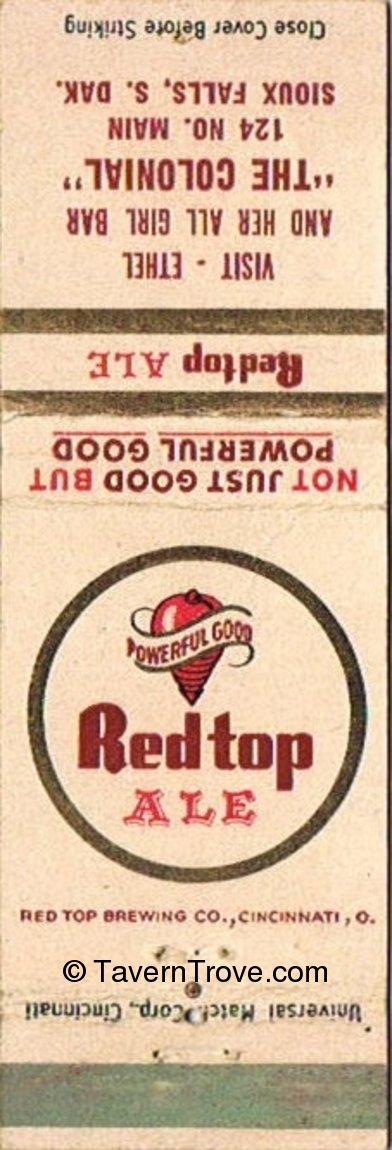 Close Cover Before Striking
VISIT - ETHEL
AND HER ALL GIRL BAR
"THE COLONIAL"
124 NO. MAIN
SIOUX FALLS, S. DAK.
Redtop ALE
NOT JUST GOOD BUT
POWERFUL GOOD
POWERFUL GOOD
Redtop
ALE
RED TOP BREWING CO., CINCINNATI, O.
© TavernTrove.com
Universal Match Corp., Cincinnati